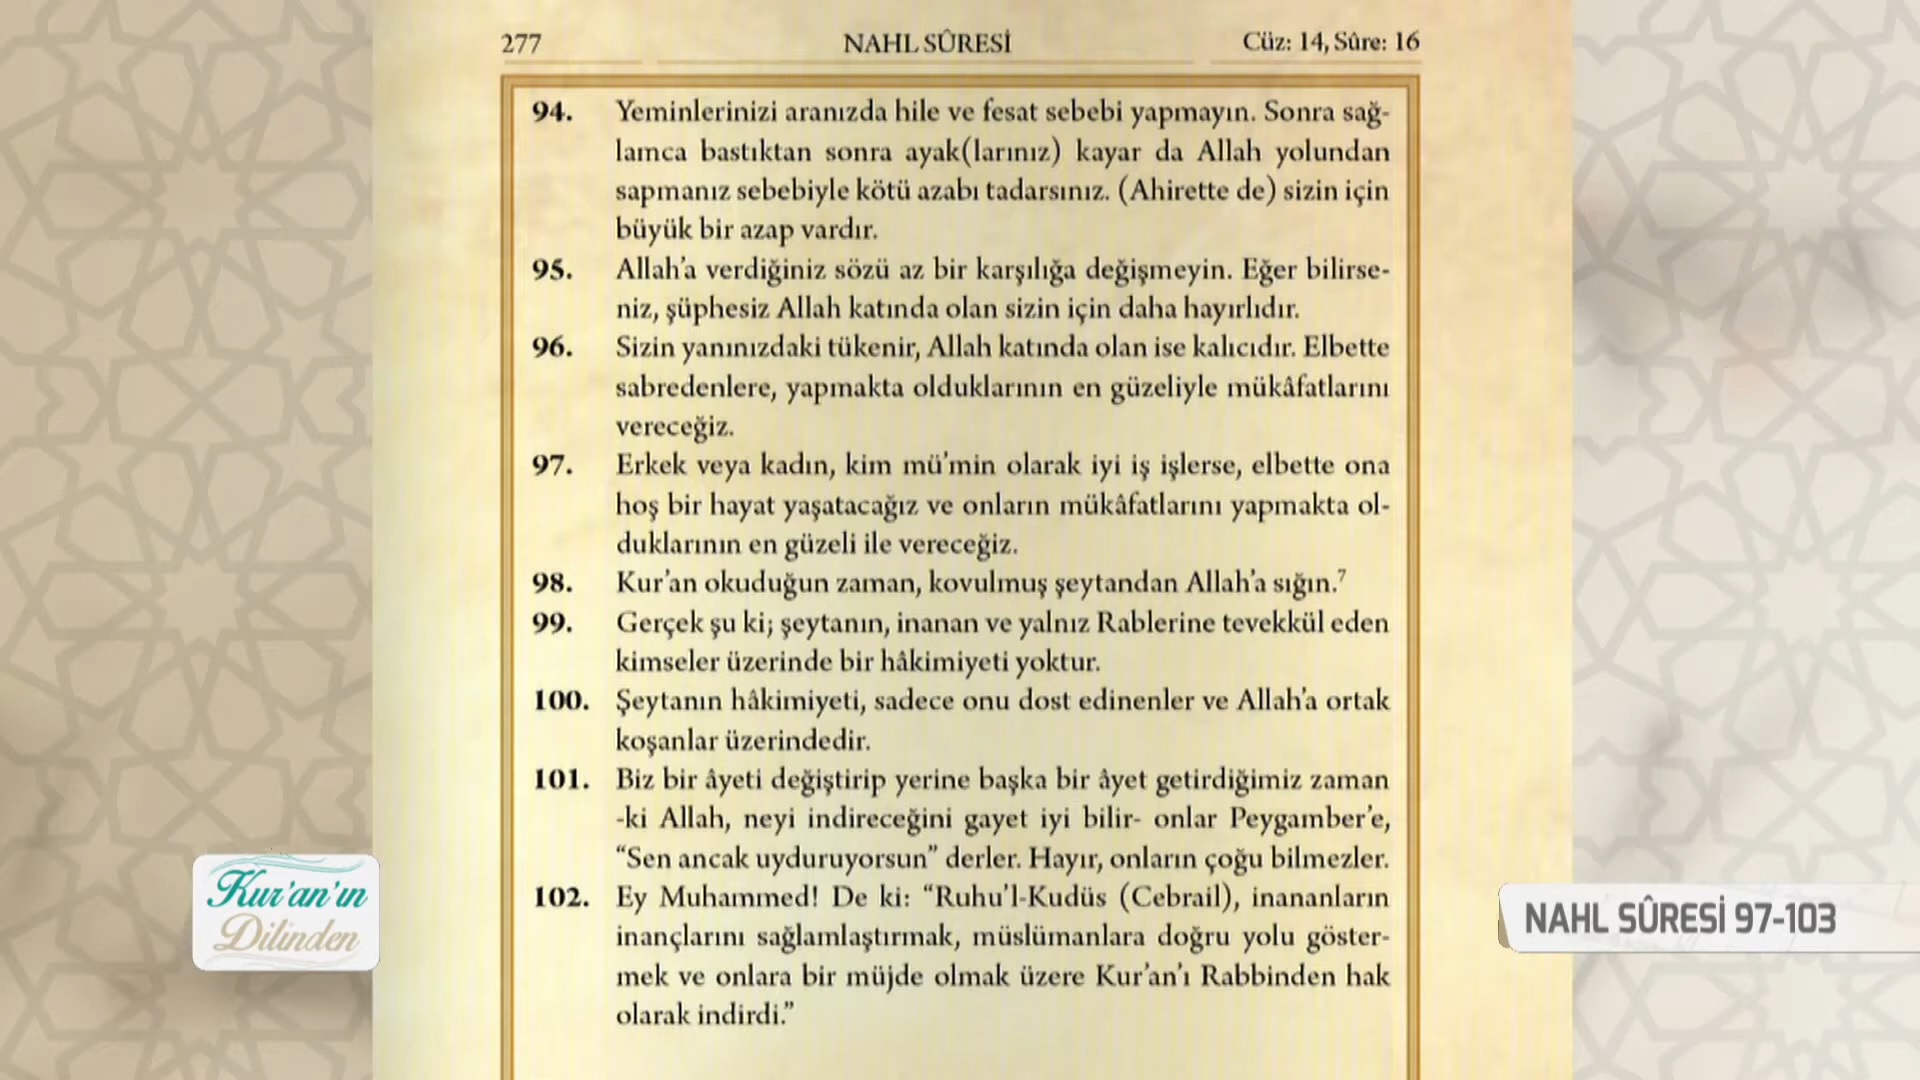 277 NAHL SÛRESİ Cüz: 14, Sûre: 16
94. Yeminlerinizi aranızda hile ve fesat sebebi yapmayın. Sonra sağ-
lamca bastıktan sonra ayak(larınız) kayar da Allah yolundan
sapmanız sebebiyle kötü azabı tadarsınız. (Ahirette de) sizin için
büyük bir azap vardır.
95. Allah’a verdiğiniz sözü az bir karşılığa değişmeyin. Eğer bilirse-
niz, şüphesiz Allah katında olan sizin için daha hayırlıdır.
96. Sizin yanınızdaki tükenir, Allah katında olan ise kalıcıdır. Elbette
sabredenlere, yapmakta olduklarının en güzeliyle mükâfatlarını
vereceğiz.
97. Erkek veya kadın, kim mü’min olarak iyi iş işlerse, elbette ona
hoş bir hayat yaşatacağız ve onların mükâfatlarını yapmakta ol-
duklarının en güzeli ile vereceğiz.
98. Kur’an okuduğun zaman, kovulmuş şeytandan Allah’a sığın.⁷
99. Gerçek şu ki; şeytanın, inanan ve yalnız Rablerine tevekkül eden
kimseler üzerinde bir hâkimiyeti yoktur.
100. Şeytanın hâkimiyeti, sadece onu dost edinenler ve Allah’a ortak
koşanlar üzerindedir.
101. Biz bir âyeti değiştirip yerine başka bir âyet getirdiğimiz zaman
-ki Allah, neyi indireceğini gayet iyi bilir- onlar Peygamber’e,
“Sen ancak uyduruyorsun” derler. Hayır, onların çoğu bilmezler.
102. Ey Muhammed! De ki: “Ruhu’l-Kudüs (Cebrail), inananların
inançlarını sağlamlaştırmak, müslümanlara doğru yolu göster-
mek ve onlara bir müjde olmak üzere Kur’an’ı Rabbinden hak
olarak indirdi.”
Kur’an’ın
Dilinden
NAHL SÛRESİ 97-103